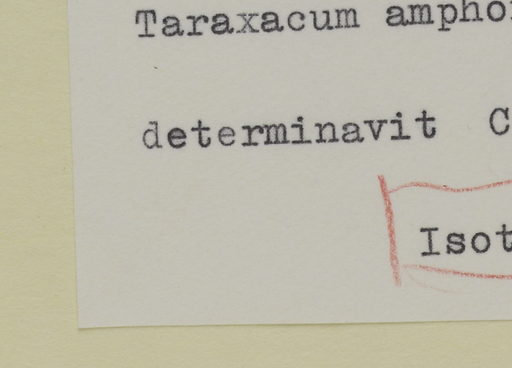 Taraxacum ampho
determinavit C
Isot